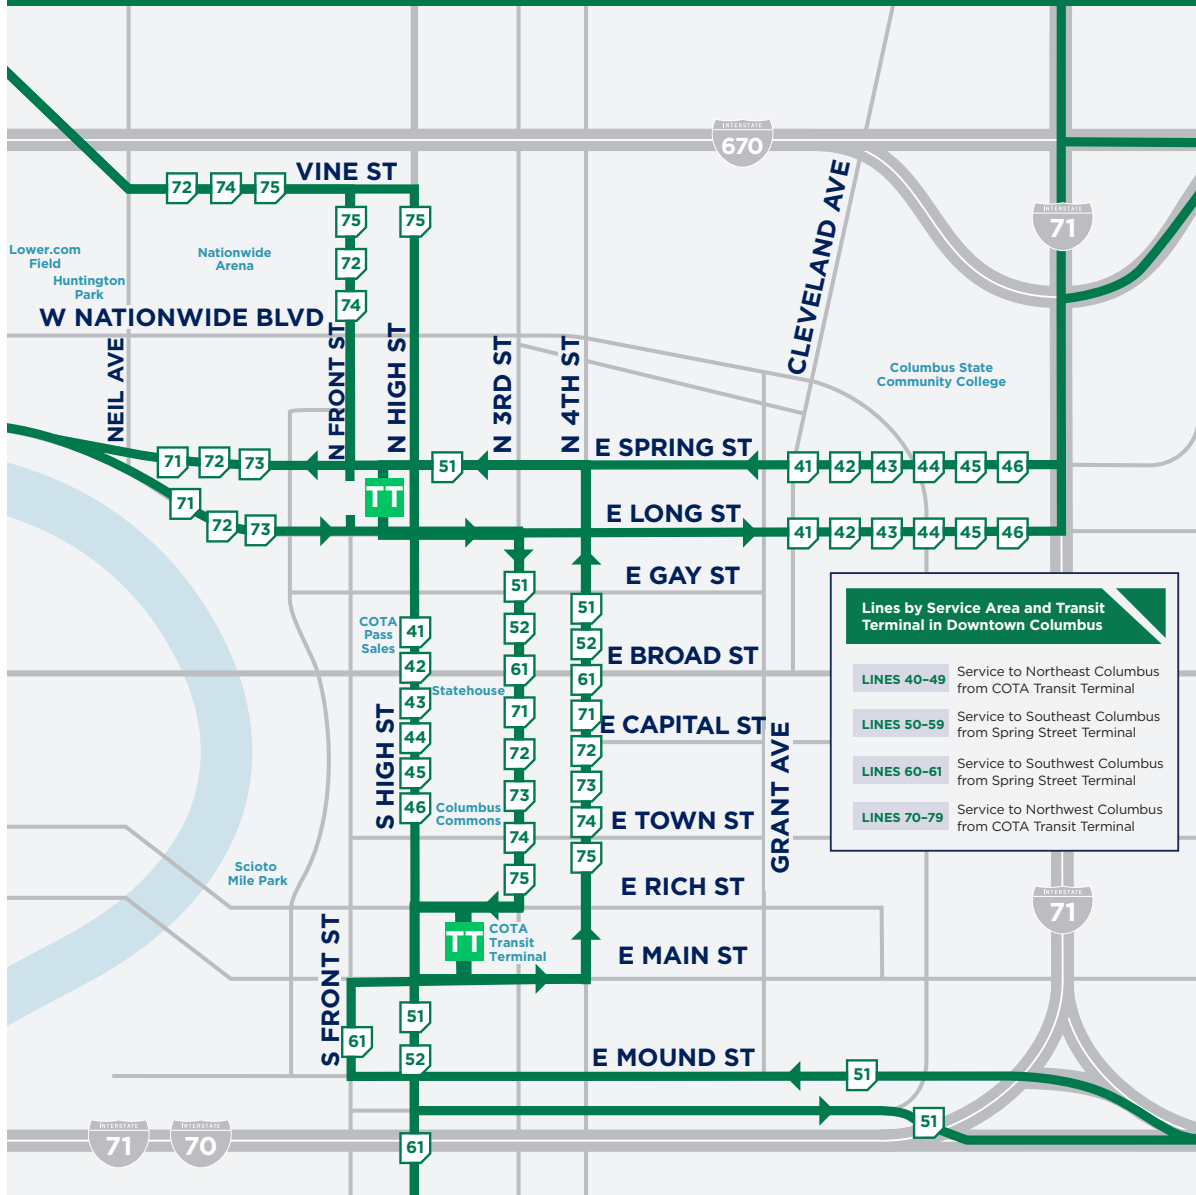 INTERSTATE
670
VINE ST
72
74
75
75
75
INTERSTATE
71
CLEVELAND AVE
Lower.com
Field
Nationwide
Arena
72
Huntington
Park
74
W NATIONWIDE BLVD
NEIL AVE
N FRONT ST
N HIGH ST
N 3RD ST
N 4TH ST
Columbus State
Community College
E SPRING ST
71
72
73
51
41
42
43
44
45
46
TT
71
72
73
E LONG ST
41
42
43
44
45
46
E GAY ST
51
51
COTA
Pass
Sales
41
52
52
42
E BROAD ST
61
61
Statehouse
43
71
71
E CAPITAL ST
44
72
72
S HIGH ST
45
73
73
46
Columbus
Commons
74
74
E TOWN ST
GRANT AVE
75
75
Lines by Service Area and Transit
Terminal in Downtown Columbus
LINES 40–49
Service to Northeast Columbus
from COTA Transit Terminal
LINES 50–59
Service to Southeast Columbus
from Spring Street Terminal
LINES 60–61
Service to Southwest Columbus
from Spring Street Terminal
LINES 70–79
Service to Northwest Columbus
from COTA Transit Terminal
Scioto
Mile Park
E RICH ST
INTERSTATE
71
TT
COTA
Transit
Terminal
E MAIN ST
S FRONT ST
51
61
52
E MOUND ST
51
51
INTERSTATE
71
INTERSTATE
70
61